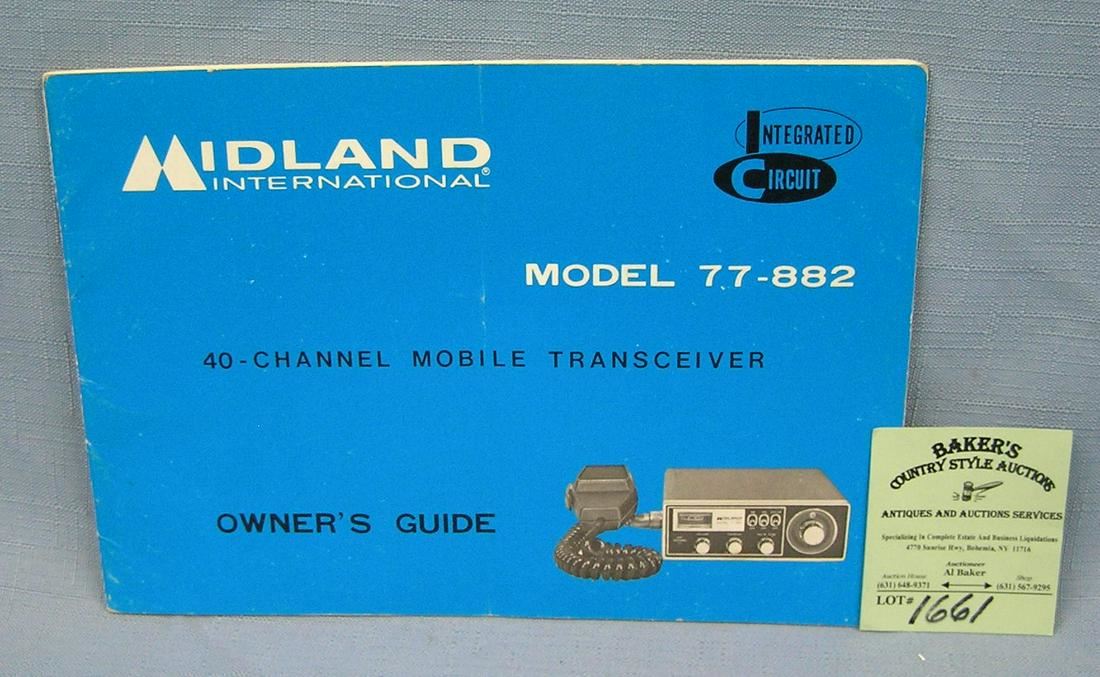 MIDLAND
INTERNATIONAL®
INTEGRATED
CIRCUIT
MODEL 77-882
40-CHANNEL MOBILE TRANSCEIVER
OWNER'S GUIDE
MIDLAND
BAKER'S
COUNTRY STYLE AUCTIONS
ANTIQUES AND AUCTIONS SERVICES
Specializing In Complete Estate And Business Liquidations
4770 Sunrise Hwy, Bohemia, NY 11716
Auctioneer
Al Baker
Auction House
(631) 648-9371
Shop
(631) 567-9295
LOT# 1661